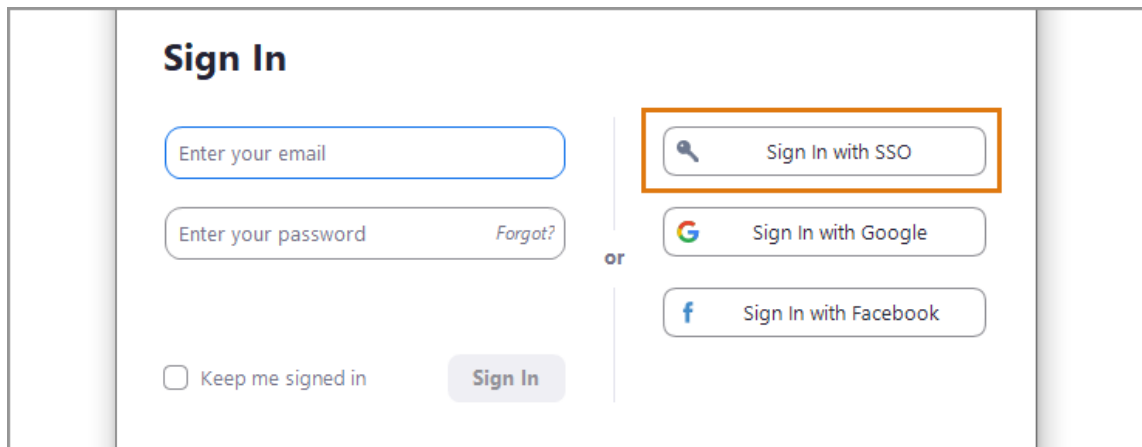 Sign In
Enter your email
Enter your password
Forgot?
Keep me signed in
Sign In
or
Sign In with SSO
Sign In with Google
Sign In with Facebook